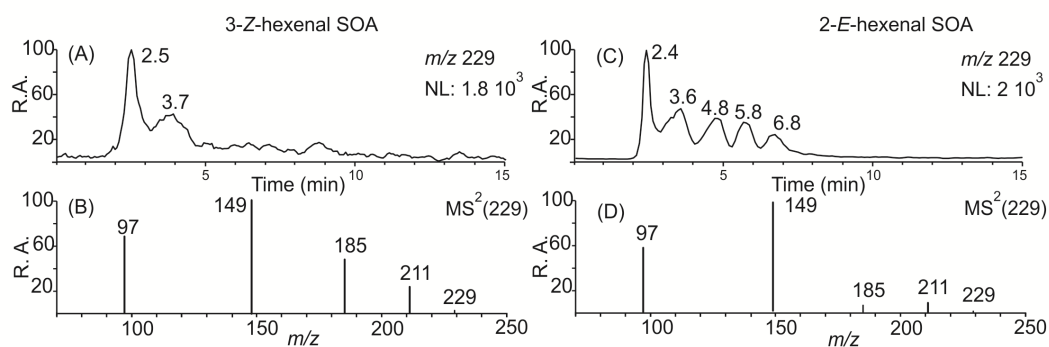 3-Z-hexenal SOA
2-E-hexenal SOA
(A)
R.A.
100
60
20
2.5
3.7
m/z 229
NL: 1.8 10³
5
10
15
Time (min)
(C)
R.A.
100
60
20
2.4
3.6
4.8
5.8
6.8
m/z 229
NL: 2 10³
5
10
15
Time (min)
(B)
R. A.
100
60
20
97
149
185
211
229
MS²(229)
100
150
200
250
m/z
(D)
R. A.
100
60
20
97
149
185
211
229
MS²(229)
100
150
200
250
m/z